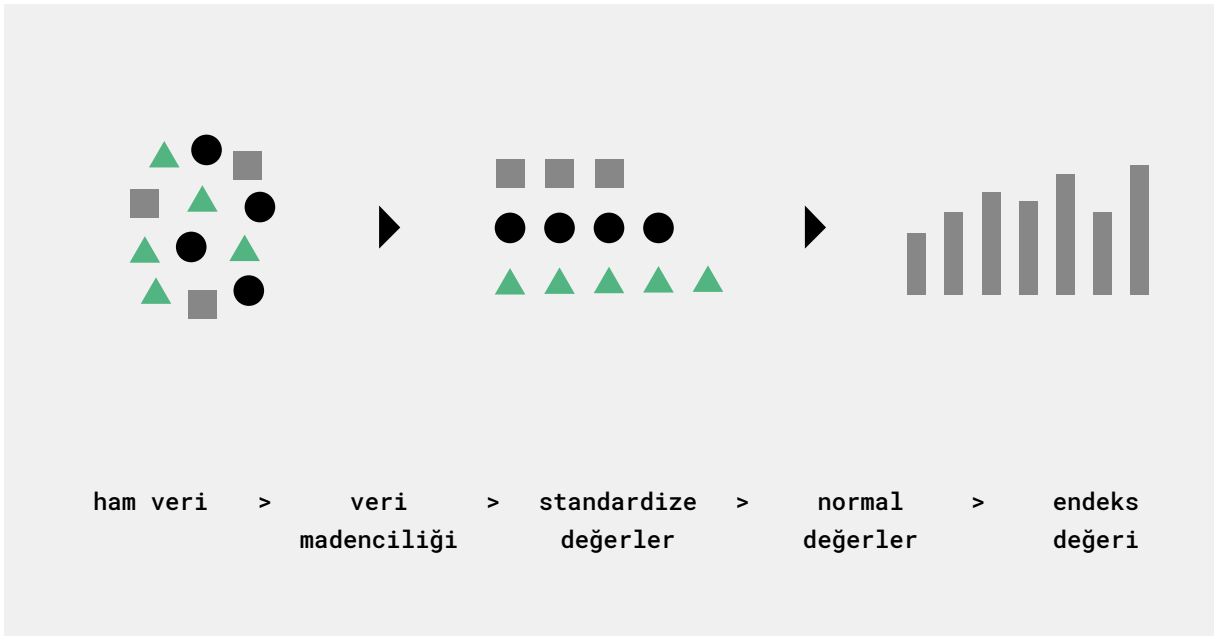 ham veri > veri > standardize > normal > endeks
madenciliği değerler değerler değeri